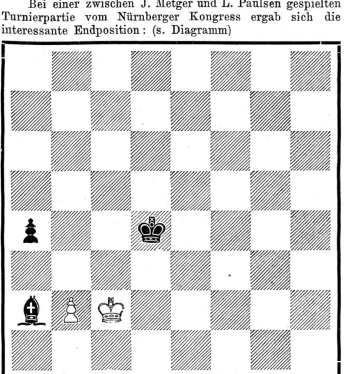 Bei einer zwischen J. Metger und L. Paulsen gespielten
Turnierpartie vom Nürnberger Kongress ergab sich die
interessante Endposition: (s. Diagramm)